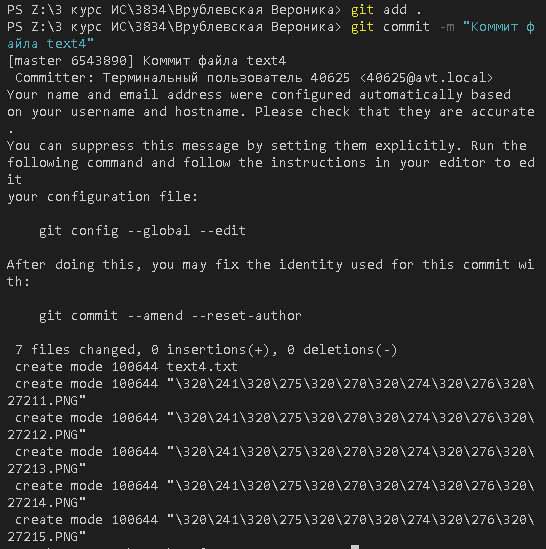 PS Z:\3 курс ИС\3834\Врублевская Вероника> git add .
PS Z:\3 курс ИС\3834\Врублевская Вероника> git commit -m "Коммит ф
айла text4"
[master 6543890] Коммит файла text4
 Committer: Терминальный пользователь 40625 <40625@avt.local>
Your name and email address were configured automatically based
on your username and hostname. Please check that they are accurate
.
You can suppress this message by setting them explicitly. Run the
following command and follow the instructions in your editor to ed
it
your configuration file:
    git config --global --edit
After doing this, you may fix the identity used for this commit wi
th:
    git commit --amend --reset-author
 7 files changed, 0 insertions(+), 0 deletions(-)
 create mode 100644 text4.txt
 create mode 100644 "\320\241\320\275\320\270\320\274\320\276\320\
27211.PNG"
 create mode 100644 "\320\241\320\275\320\270\320\274\320\276\320\
27212.PNG"
 create mode 100644 "\320\241\320\275\320\270\320\274\320\276\320\
27213.PNG"
 create mode 100644 "\320\241\320\275\320\270\320\274\320\276\320\
27214.PNG"
 create mode 100644 "\320\241\320\275\320\270\320\274\320\276\320\
27215.PNG"